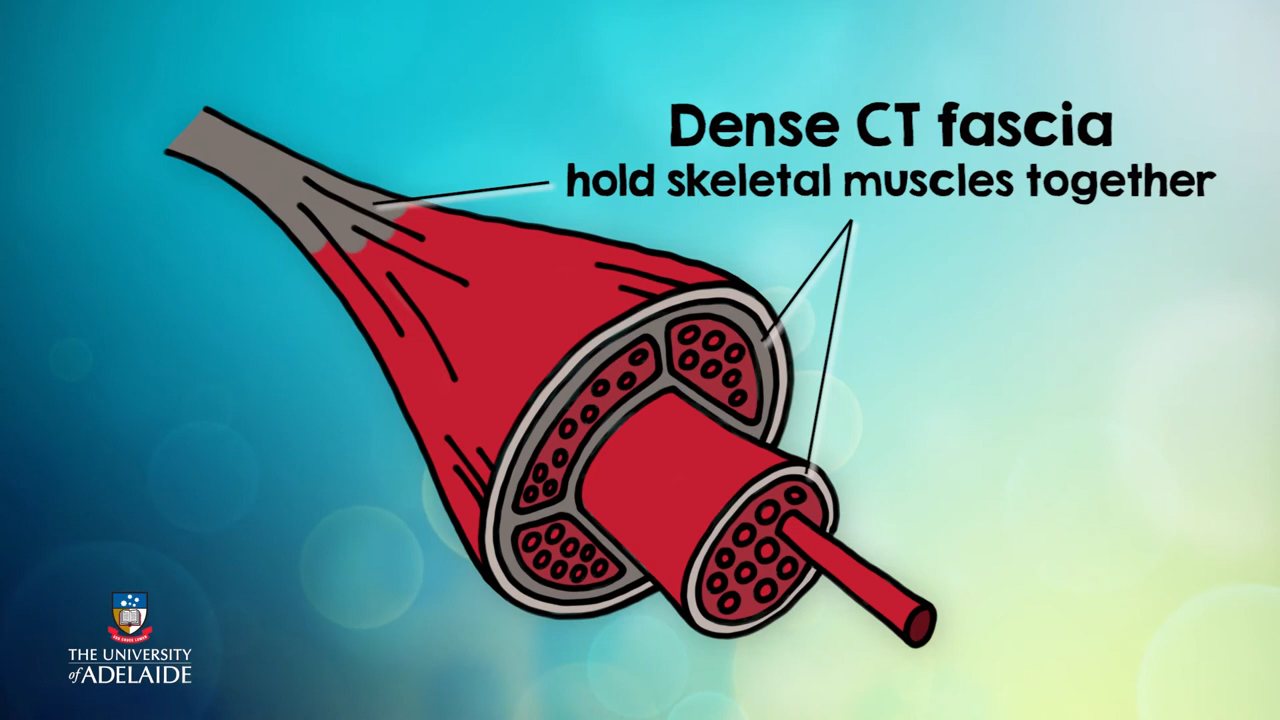 Dense CT fascia
hold skeletal muscles together
THE UNIVERSITY
of ADELAIDE